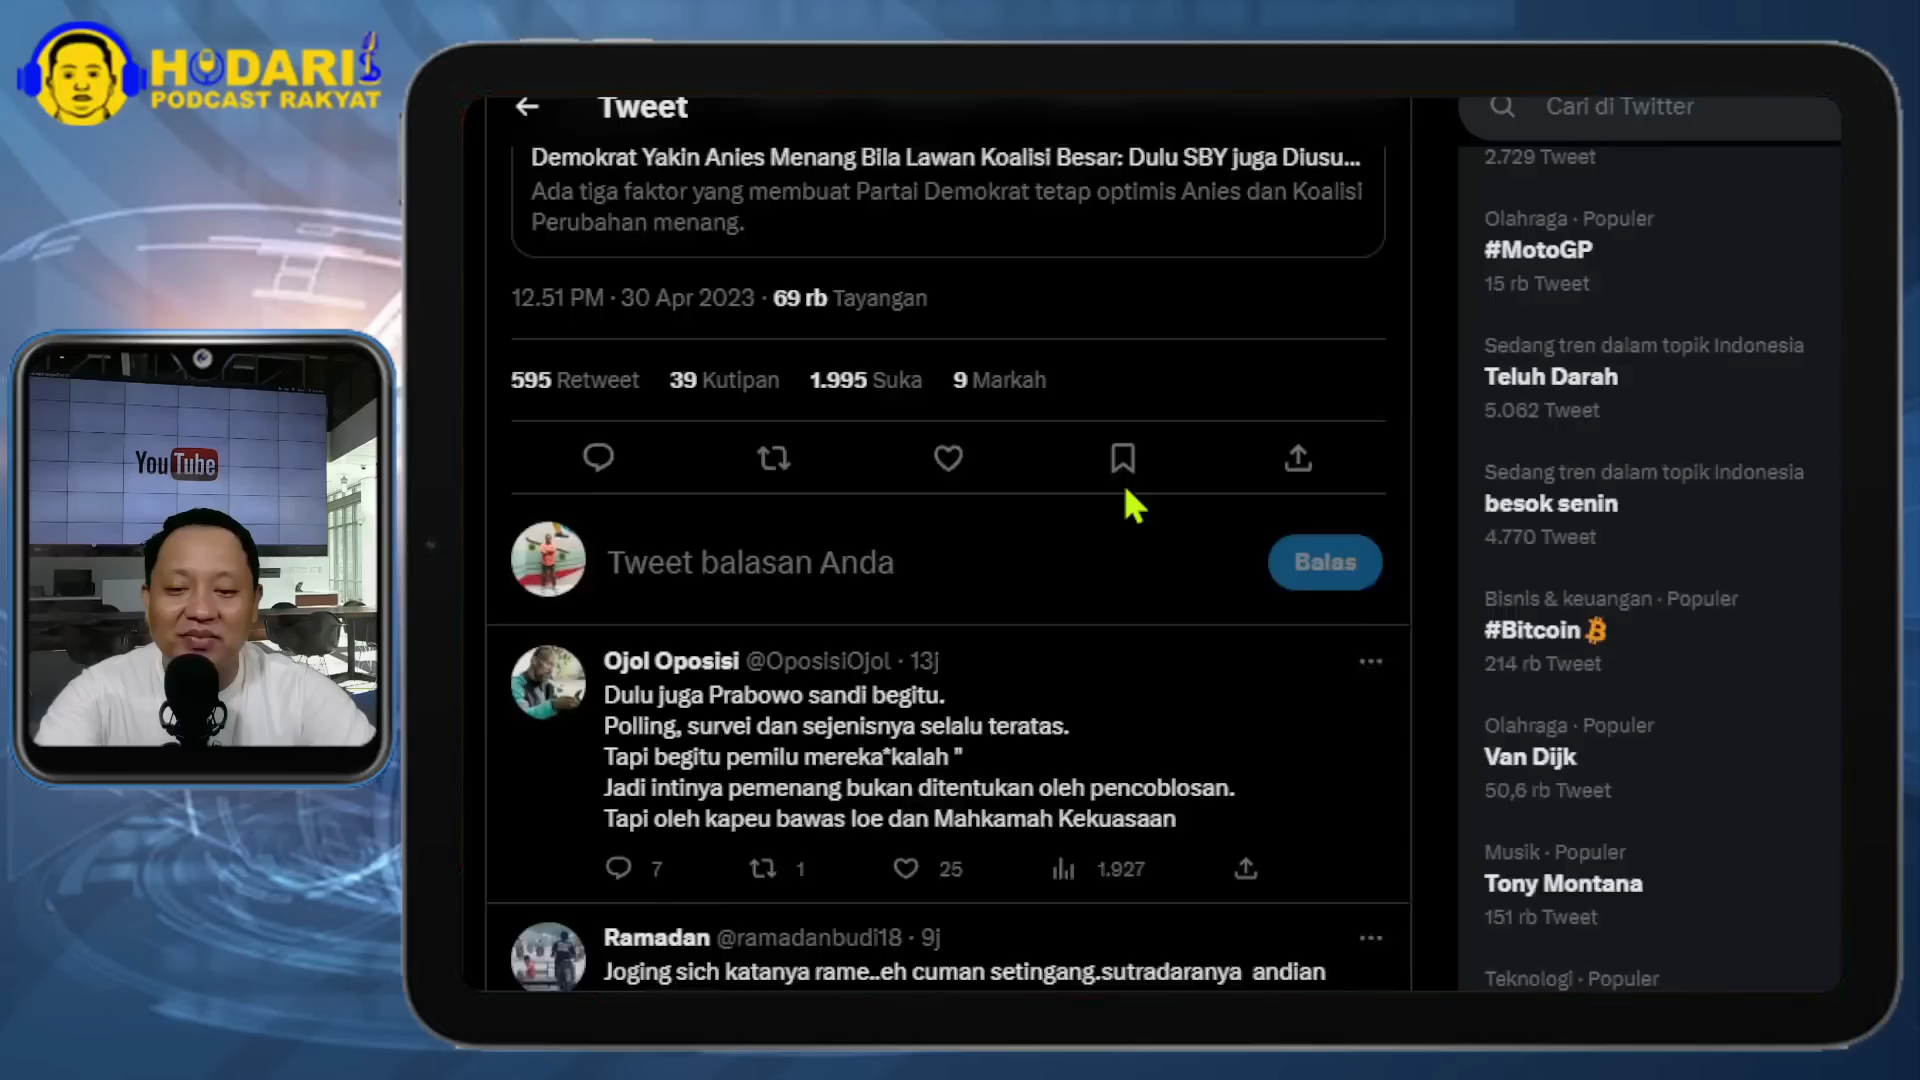 HODARI
PODCAST RAKYAT
YouTube
Tweet
Demokrat Yakin Anies Menang Bila Lawan Koalisi Besar: Dulu SBY juga Diusu...
Ada tiga faktor yang membuat Partai Demokrat tetap optimis Anies dan Koalisi
Perubahan menang.
12.51 PM · 30 Apr 2023 · 69 rb Tayangan
595 Retweet 39 Kutipan 1.995 Suka 9 Markah
Tweet balasan Anda
Balas
Ojol Oposisi @OposisiOjol · 13j
Dulu juga Prabowo sandi begitu.
Polling, survei dan sejenisnya selalu teratas.
Tapi begitu pemilu mereka*kalah "
Jadi intinya pemenang bukan ditentukan oleh pencoblosan.
Tapi oleh kapeu bawas loe dan Mahkamah Kekuasaan
7 1 25 1.927
Ramadan @ramadanbudi18 · 9j
Joging sich katanya rame..eh cuman setingang.sutradaranya andian
Cari di Twitter
2.729 Tweet
Olahraga · Populer
#MotoGP
15 rb Tweet
Sedang tren dalam topik Indonesia
Teluh Darah
5.062 Tweet
Sedang tren dalam topik Indonesia
besok senin
4.770 Tweet
Bisnis & keuangan · Populer
#Bitcoin
214 rb Tweet
Olahraga · Populer
Van Dijk
50,6 rb Tweet
Musik · Populer
Tony Montana
151 rb Tweet
Teknologi · Populer